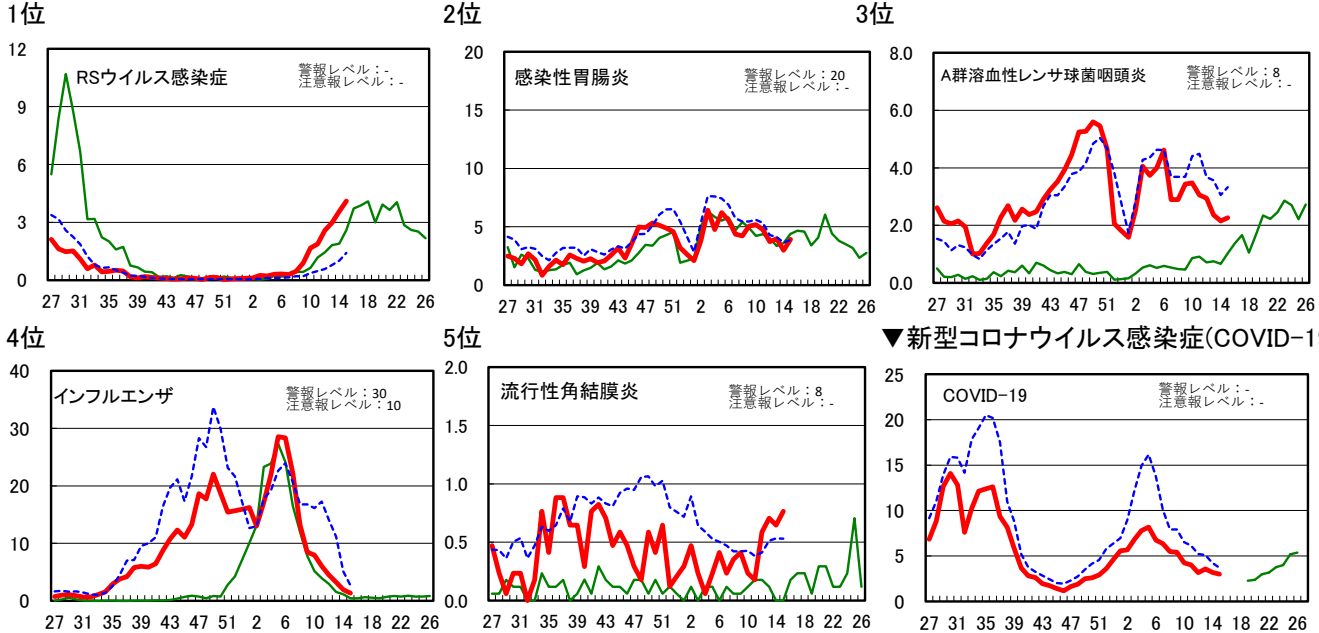 1位
RSウイルス感染症
警報レベル：-
注意報レベル：-
12
9
6
3
0
27 31 35 39 43 47 51 2 6 10 14 18 22 26
2位
感染性胃腸炎
警報レベル：20
注意報レベル：-
20
15
10
5
0
27 31 35 39 43 47 51 2 6 10 14 18 22 26
3位
A群溶血性レンサ球菌咽頭炎
警報レベル：8
注意報レベル：-
8.0
6.0
4.0
2.0
0.0
27 31 35 39 43 47 51 2 6 10 14 18 22 26
4位
インフルエンザ
警報レベル：30
注意報レベル：10
40
30
20
10
0
27 31 35 39 43 47 51 2 6 10 14 18 22 26
5位
流行性角結膜炎
警報レベル：8
注意報レベル：-
2.0
1.5
1.0
0.5
0.0
27 31 35 39 43 47 51 2 6 10 14 18 22 26
▼新型コロナウイルス感染症(COVID-19
COVID-19
警報レベル：-
注意報レベル：-
25
20
15
10
5
0
27 31 35 39 43 47 51 2 6 10 14 18 22 26